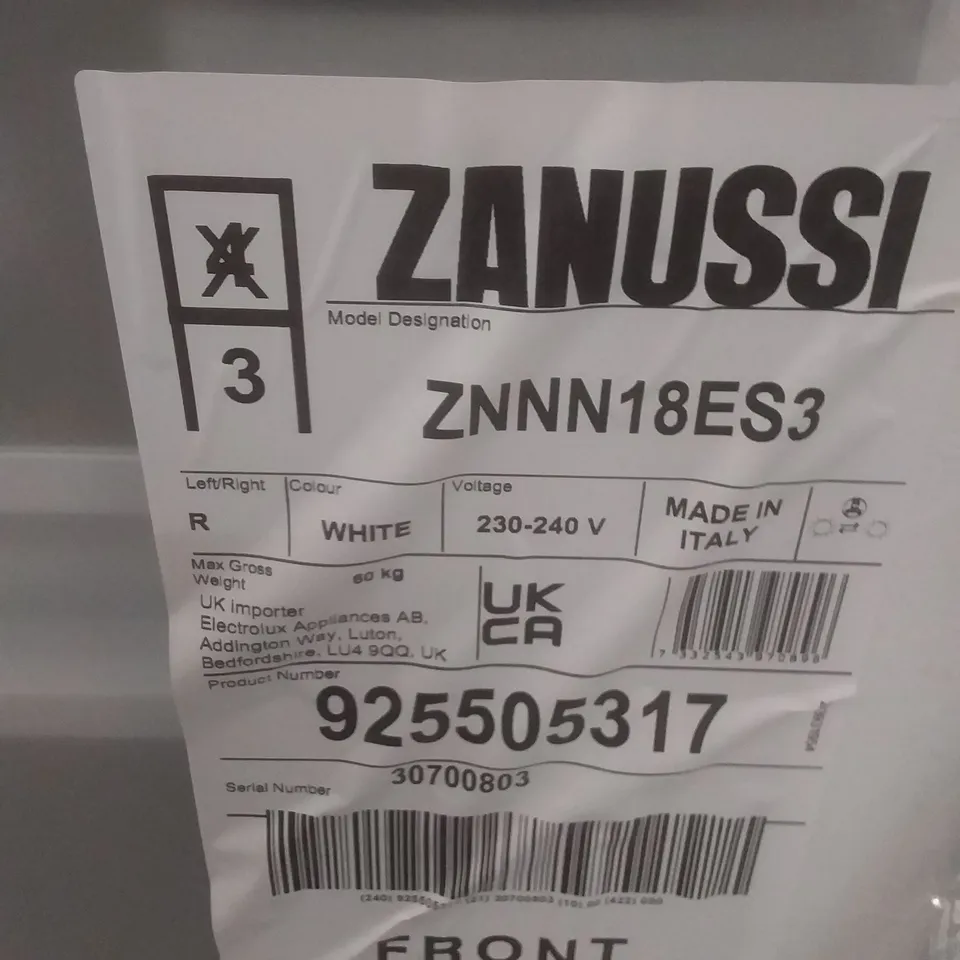 ZANUSSI
4
3
Model Designation
ZNNN18ES3
Left/Right
R
Colour
WHITE
Voltage
230-240 V
MADE IN
ITALY
Max Gross
Weight
60 kg
UK Importer
Electrolux Appliances AB,
Addington Way, Luton,
Bedfordshire, LU4 9QQ, UK
UK
CA
Product Number
925505317
30700803
Serial Number
FRONT